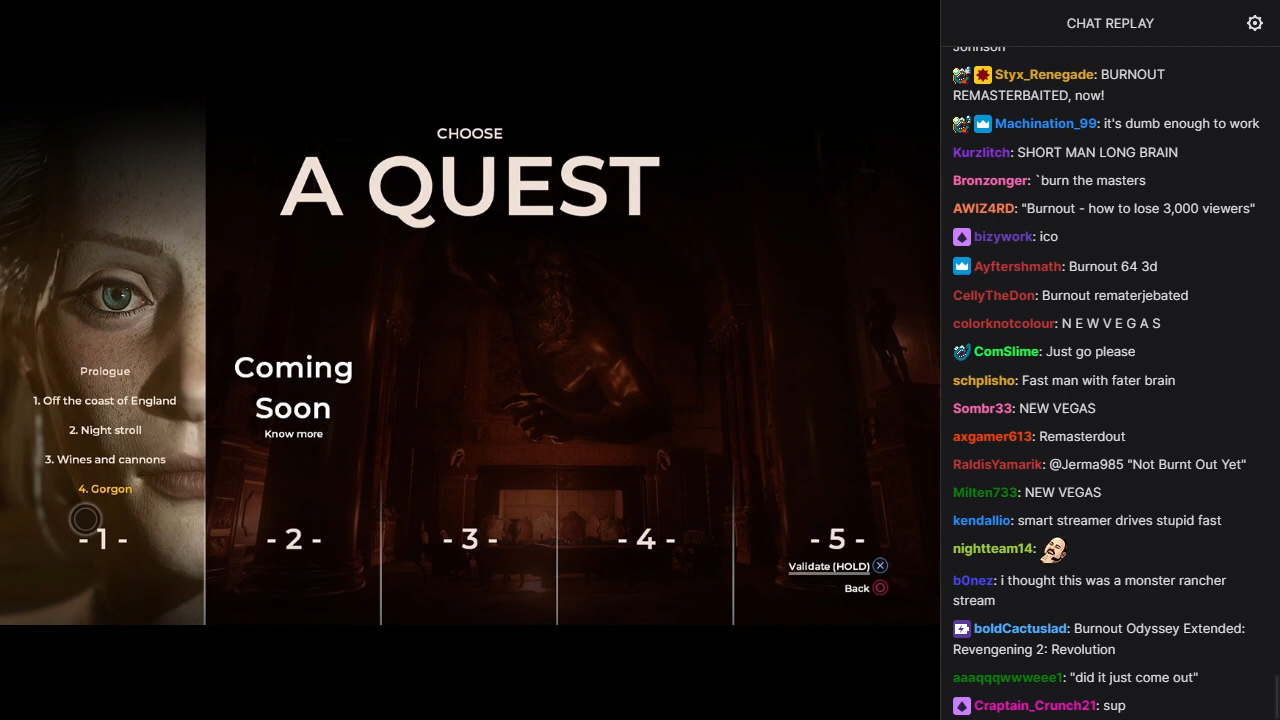 CHOOSE
A QUEST
Prologue
1. Off the coast of England
2. Night stroll
3. Wines and cannons
4. Gorgon
Coming
Soon
Know more
- 1 -
- 2 -
- 3 -
- 4 -
- 5 -
Validate (HOLD)
Back
CHAT REPLAY
Johnson
Styx_Renegade: BURNOUT
REMASTERBAITED, now!
Machination_99: it's dumb enough to work
Kurzlitch: SHORT MAN LONG BRAIN
Bronzonger: `burn the masters
AWIZ4RD: "Burnout - how to lose 3,000 viewers"
bizywork: ico
Ayftershmath: Burnout 64 3d
CellyTheDon: Burnout rematerjebated
colorknotcolour: N E W V E G A S
ComSlime: Just go please
schplisho: Fast man with fater brain
Sombr33: NEW VEGAS
axgamer613: Remasterdout
RaldisYamarik: @Jerma985 "Not Burnt Out Yet"
Milten733: NEW VEGAS
kendallio: smart streamer drives stupid fast
nightteam14:
b0nez: i thought this was a monster rancher
stream
boldCactuslad: Burnout Odyssey Extended:
Revengening 2: Revolution
aaaqqqwwweee1: "did it just come out"
Craptain_Crunch21: sup